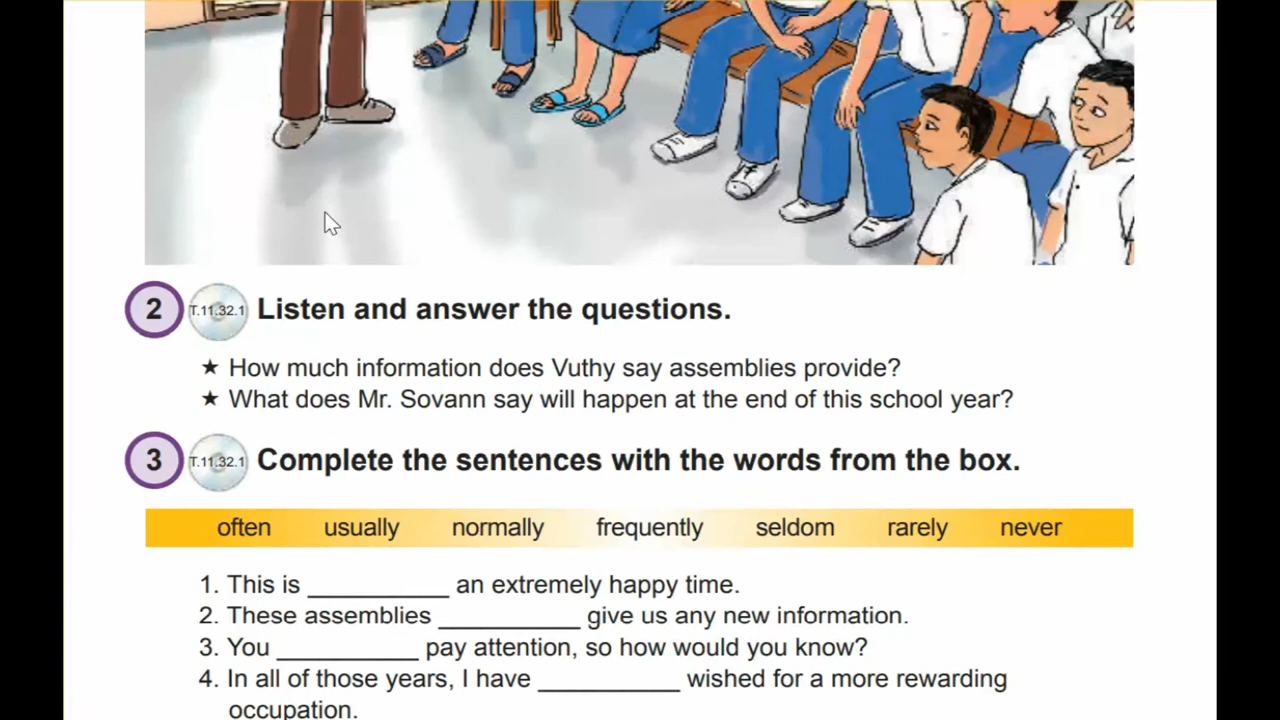 2 T.11.32.1 Listen and answer the questions.
★ How much information does Vuthy say assemblies provide?
★ What does Mr. Sovann say will happen at the end of this school year?
3 T.11.32.1 Complete the sentences with the words from the box.
often usually normally frequently seldom rarely never
1. This is __________ an extremely happy time.
2. These assemblies __________ give us any new information.
3. You __________ pay attention, so how would you know?
4. In all of those years, I have __________ wished for a more rewarding
occupation.